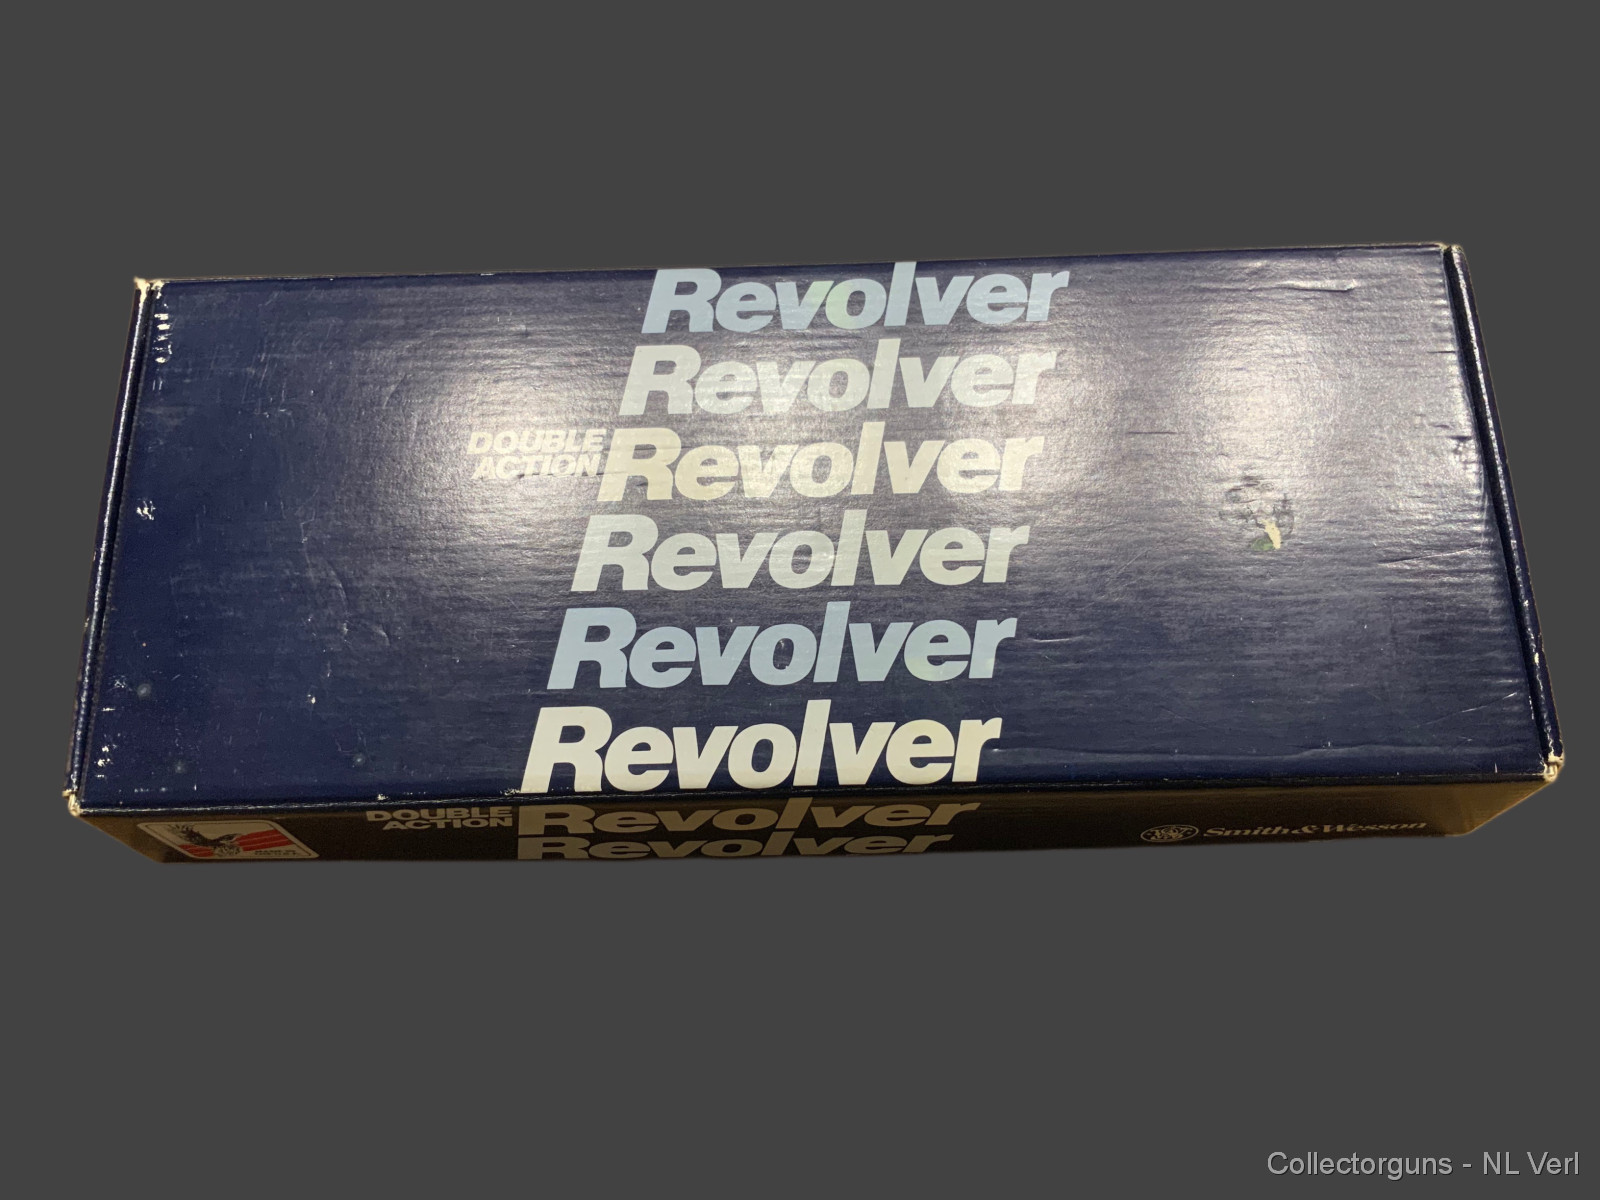 Revolver
Revolver
DOUBLE
ACTION
Revolver
Revolver
Revolver
Revolver
DOUBLE
ACTION
Revolver
Revolver
Smith & Wesson
Collectorguns - NL Verl